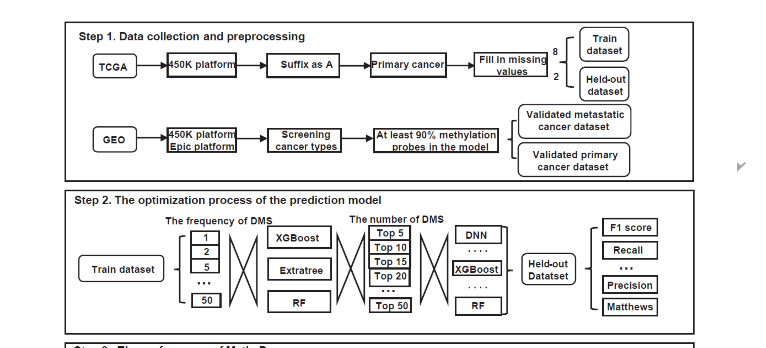 Step 1. Data collection and preprocessing
TCGA
450K platform
Suffix as A
Primary cancer
Fill in missing
values
8
2
Train
dataset
Held-out
dataset
GEO
450K platform
Epic platform
Screening
cancer types
At least 90% methylation
probes in the model
Validated metastatic
cancer dataset
Validated primary
cancer dataset
Step 2. The optimization process of the prediction model
The frequency of DMS
The number of DMS
Train dataset
1
2
5
...
50
XGBoost
Extratree
RF
Top 5
Top 10
Top 15
Top 20
...
Top 50
DNN
....
XGBoost
....
RF
Held-out
Datatset
F1 score
Recall
...
Precision
Matthews